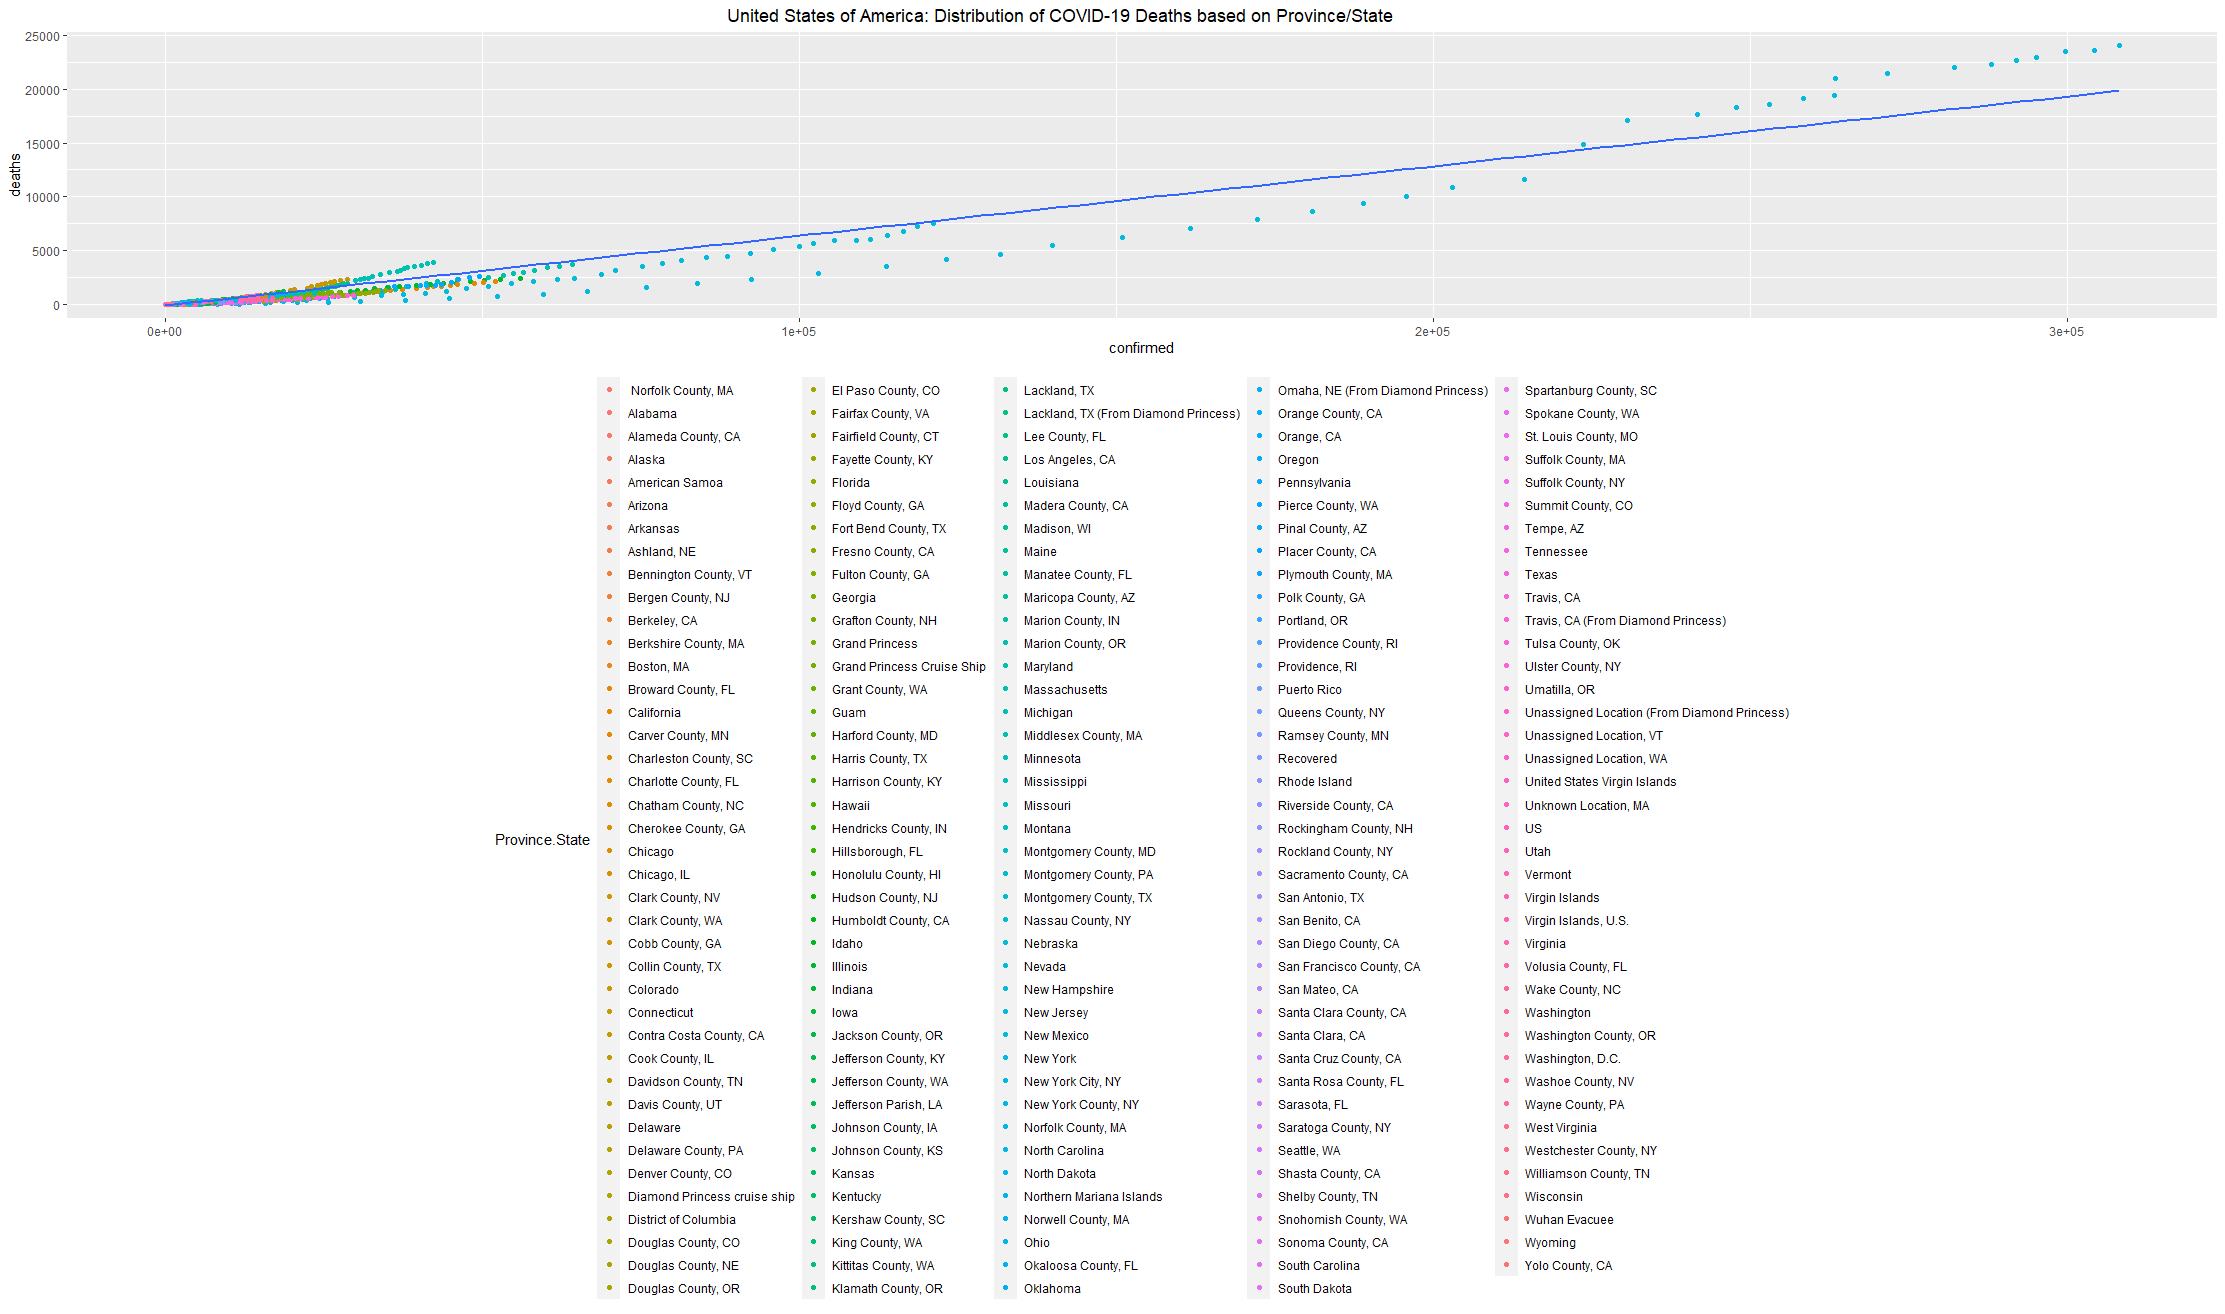 United States of America: Distribution of COVID-19 Deaths based on Province/State
25000
20000
15000
10000
5000
0
deaths
0e+00 1e+05 2e+05 3e+05
confirmed
Province.State
Norfolk County, MA
Alabama
Alameda County, CA
Alaska
American Samoa
Arizona
Arkansas
Ashland, NE
Bennington County, VT
Bergen County, NJ
Berkeley, CA
Berkshire County, MA
Boston, MA
Broward County, FL
California
Carver County, MN
Charleston County, SC
Charlotte County, FL
Chatham County, NC
Cherokee County, GA
Chicago
Chicago, IL
Clark County, NV
Clark County, WA
Cobb County, GA
Collin County, TX
Colorado
Connecticut
Contra Costa County, CA
Cook County, IL
Davidson County, TN
Davis County, UT
Delaware
Delaware County, PA
Denver County, CO
Diamond Princess cruise ship
District of Columbia
Douglas County, CO
Douglas County, NE
Douglas County, OR
El Paso County, CO
Fairfax County, VA
Fairfield County, CT
Fayette County, KY
Florida
Floyd County, GA
Fort Bend County, TX
Fresno County, CA
Fulton County, GA
Georgia
Grafton County, NH
Grand Princess
Grand Princess Cruise Ship
Grant County, WA
Guam
Harford County, MD
Harris County, TX
Harrison County, KY
Hawaii
Hendricks County, IN
Hillsborough, FL
Honolulu County, HI
Hudson County, NJ
Humboldt County, CA
Idaho
Illinois
Indiana
Iowa
Jackson County, OR
Jefferson County, KY
Jefferson County, WA
Jefferson Parish, LA
Johnson County, IA
Johnson County, KS
Kansas
Kentucky
Kershaw County, SC
King County, WA
Kittitas County, WA
Klamath County, OR
Lackland, TX
Lackland, TX (From Diamond Princess)
Lee County, FL
Los Angeles, CA
Louisiana
Madera County, CA
Madison, WI
Maine
Manatee County, FL
Maricopa County, AZ
Marion County, IN
Marion County, OR
Maryland
Massachusetts
Michigan
Middlesex County, MA
Minnesota
Mississippi
Missouri
Montana
Montgomery County, MD
Montgomery County, PA
Montgomery County, TX
Nassau County, NY
Nebraska
Nevada
New Hampshire
New Jersey
New Mexico
New York
New York City, NY
New York County, NY
Norfolk County, MA
North Carolina
North Dakota
Northern Mariana Islands
Norwell County, MA
Ohio
Okaloosa County, FL
Oklahoma
Omaha, NE (From Diamond Princess)
Orange County, CA
Orange, CA
Oregon
Pennsylvania
Pierce County, WA
Pinal County, AZ
Placer County, CA
Plymouth County, MA
Polk County, GA
Portland, OR
Providence County, RI
Providence, RI
Puerto Rico
Queens County, NY
Ramsey County, MN
Recovered
Rhode Island
Riverside County, CA
Rockingham County, NH
Rockland County, NY
Sacramento County, CA
San Antonio, TX
San Benito, CA
San Diego County, CA
San Francisco County, CA
San Mateo, CA
Santa Clara County, CA
Santa Clara, CA
Santa Cruz County, CA
Santa Rosa County, FL
Sarasota, FL
Saratoga County, NY
Seattle, WA
Shasta County, CA
Shelby County, TN
Snohomish County, WA
Sonoma County, CA
South Carolina
South Dakota
Spartanburg County, SC
Spokane County, WA
St. Louis County, MO
Suffolk County, MA
Suffolk County, NY
Summit County, CO
Tempe, AZ
Tennessee
Texas
Travis, CA
Travis, CA (From Diamond Princess)
Tulsa County, OK
Ulster County, NY
Umatilla, OR
Unassigned Location (From Diamond Princess)
Unassigned Location, VT
Unassigned Location, WA
United States Virgin Islands
Unknown Location, MA
US
Utah
Vermont
Virgin Islands
Virgin Islands, U.S.
Virginia
Volusia County, FL
Wake County, NC
Washington
Washington County, OR
Washington, D.C.
Washoe County, NV
Wayne County, PA
West Virginia
Westchester County, NY
Williamson County, TN
Wisconsin
Wuhan Evacuee
Wyoming
Yolo County, CA